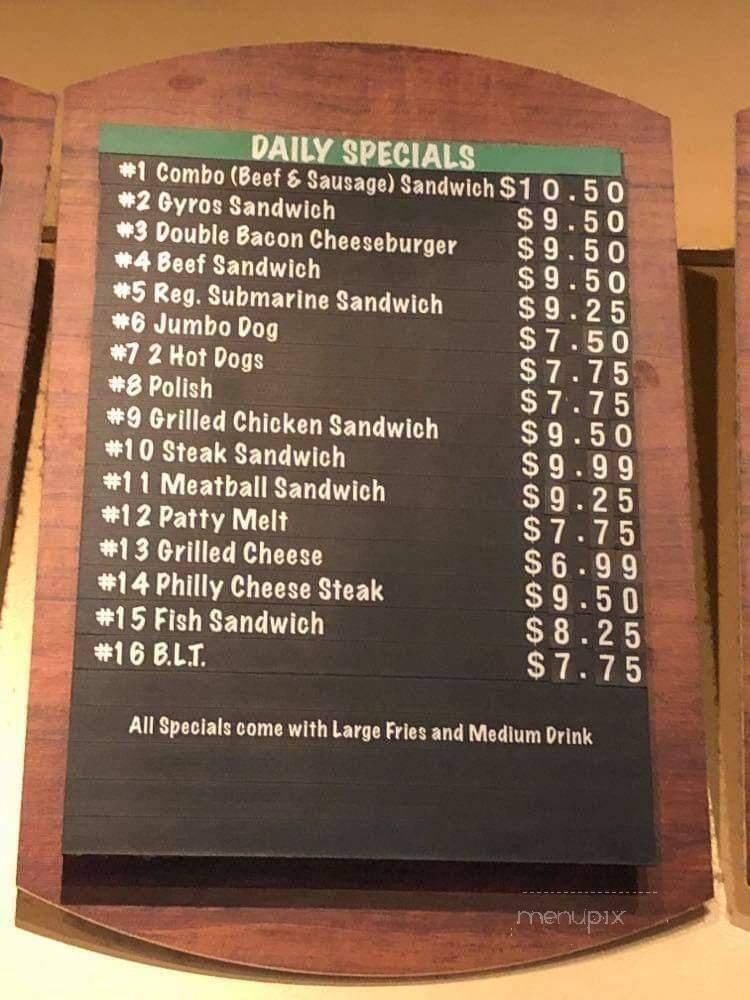 DAILY SPECIALS
#1 Combo (Beef & Sausage) Sandwich $10.50
#2 Gyros Sandwich $9.50
#3 Double Bacon Cheeseburger $9.50
#4 Beef Sandwich $9.50
#5 Reg. Submarine Sandwich $9.25
#6 Jumbo Dog $7.50
#7 2 Hot Dogs $7.75
#8 Polish $7.75
#9 Grilled Chicken Sandwich $9.50
#10 Steak Sandwich $9.99
#11 Meatball Sandwich $9.25
#12 Patty Melt $7.75
#13 Grilled Cheese $6.99
#14 Philly Cheese Steak $9.50
#15 Fish Sandwich $8.25
#16 B.L.T. $7.75
All Specials come with Large Fries and Medium Drink
menupix